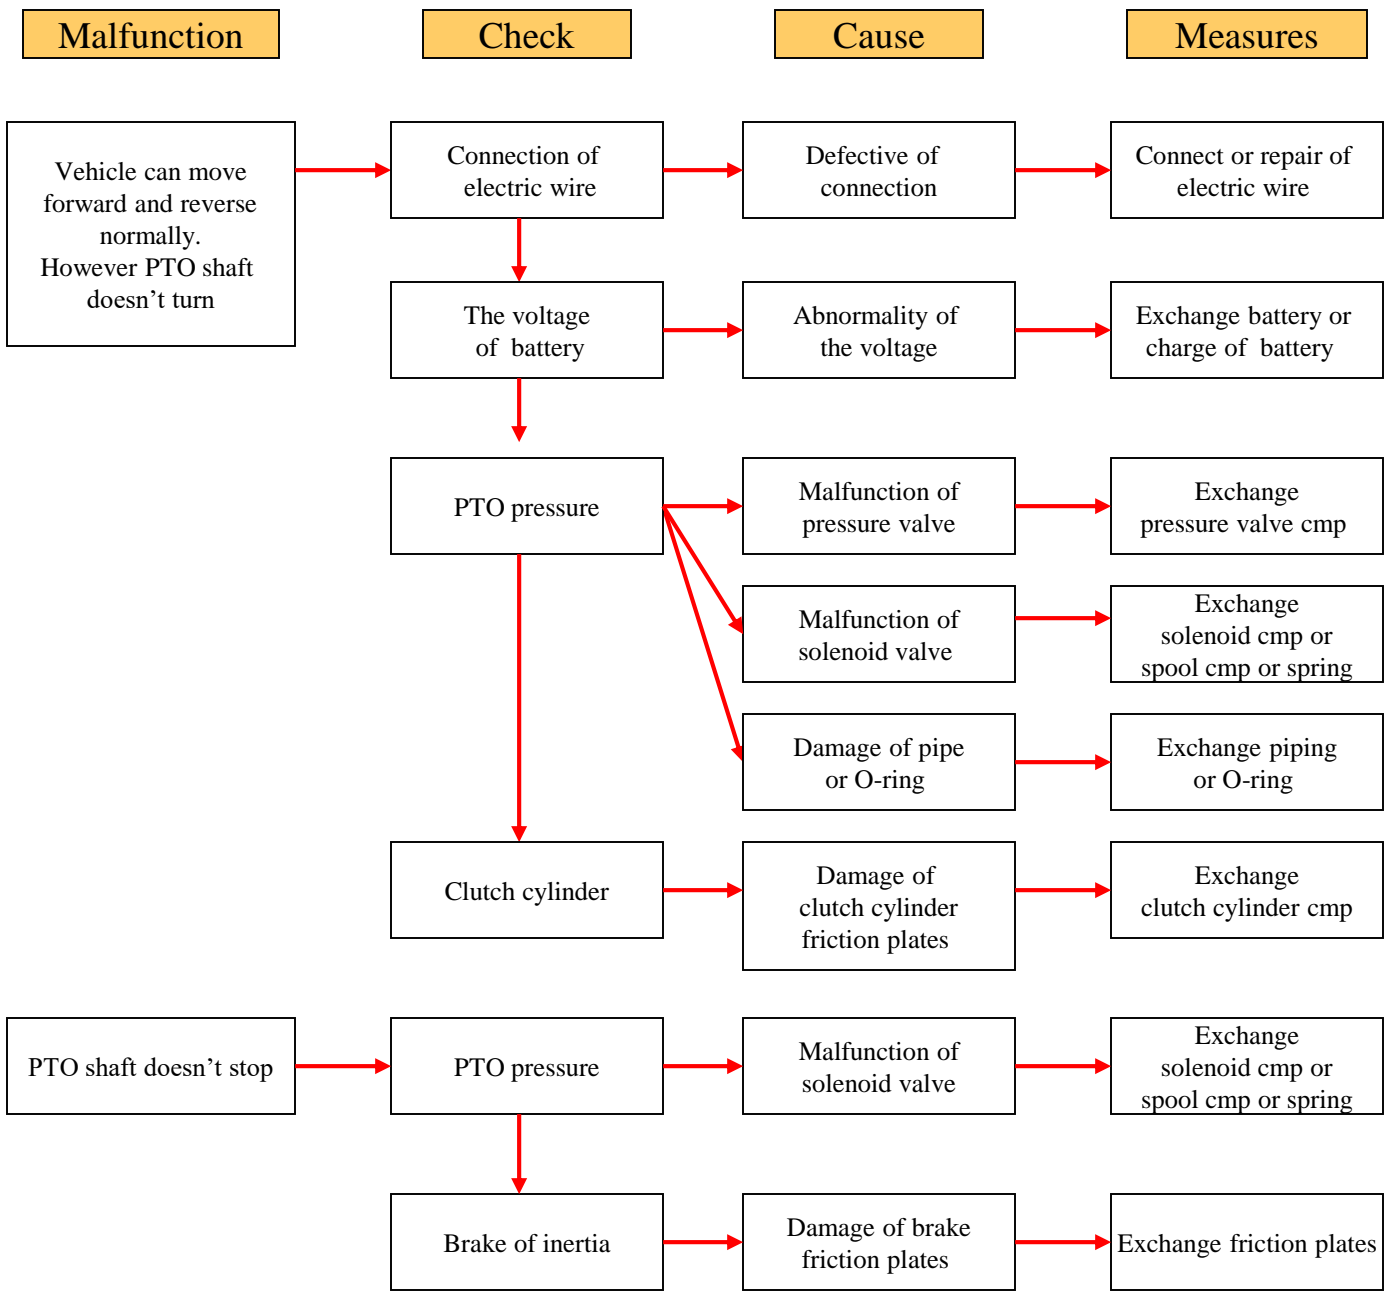 Malfunction
Check
Cause
Measures
Vehicle can move
forward and reverse
normally.
However PTO shaft
doesn’t turn
Connection of
electric wire
Defective of
connection
Connect or repair of
electric wire
The voltage
of battery
Abnormality of
the voltage
Exchange battery or
charge of battery
PTO pressure
Malfunction of
pressure valve
Exchange
pressure valve cmp
Malfunction of
solenoid valve
Exchange
solenoid cmp or
spool cmp or spring
Damage of pipe
or O-ring
Exchange piping
or O-ring
Clutch cylinder
Damage of
clutch cylinder
friction plates
Exchange
clutch cylinder cmp
PTO shaft doesn’t stop
PTO pressure
Malfunction of
solenoid valve
Exchange
solenoid cmp or
spool cmp or spring
Brake of inertia
Damage of brake
friction plates
Exchange friction plates